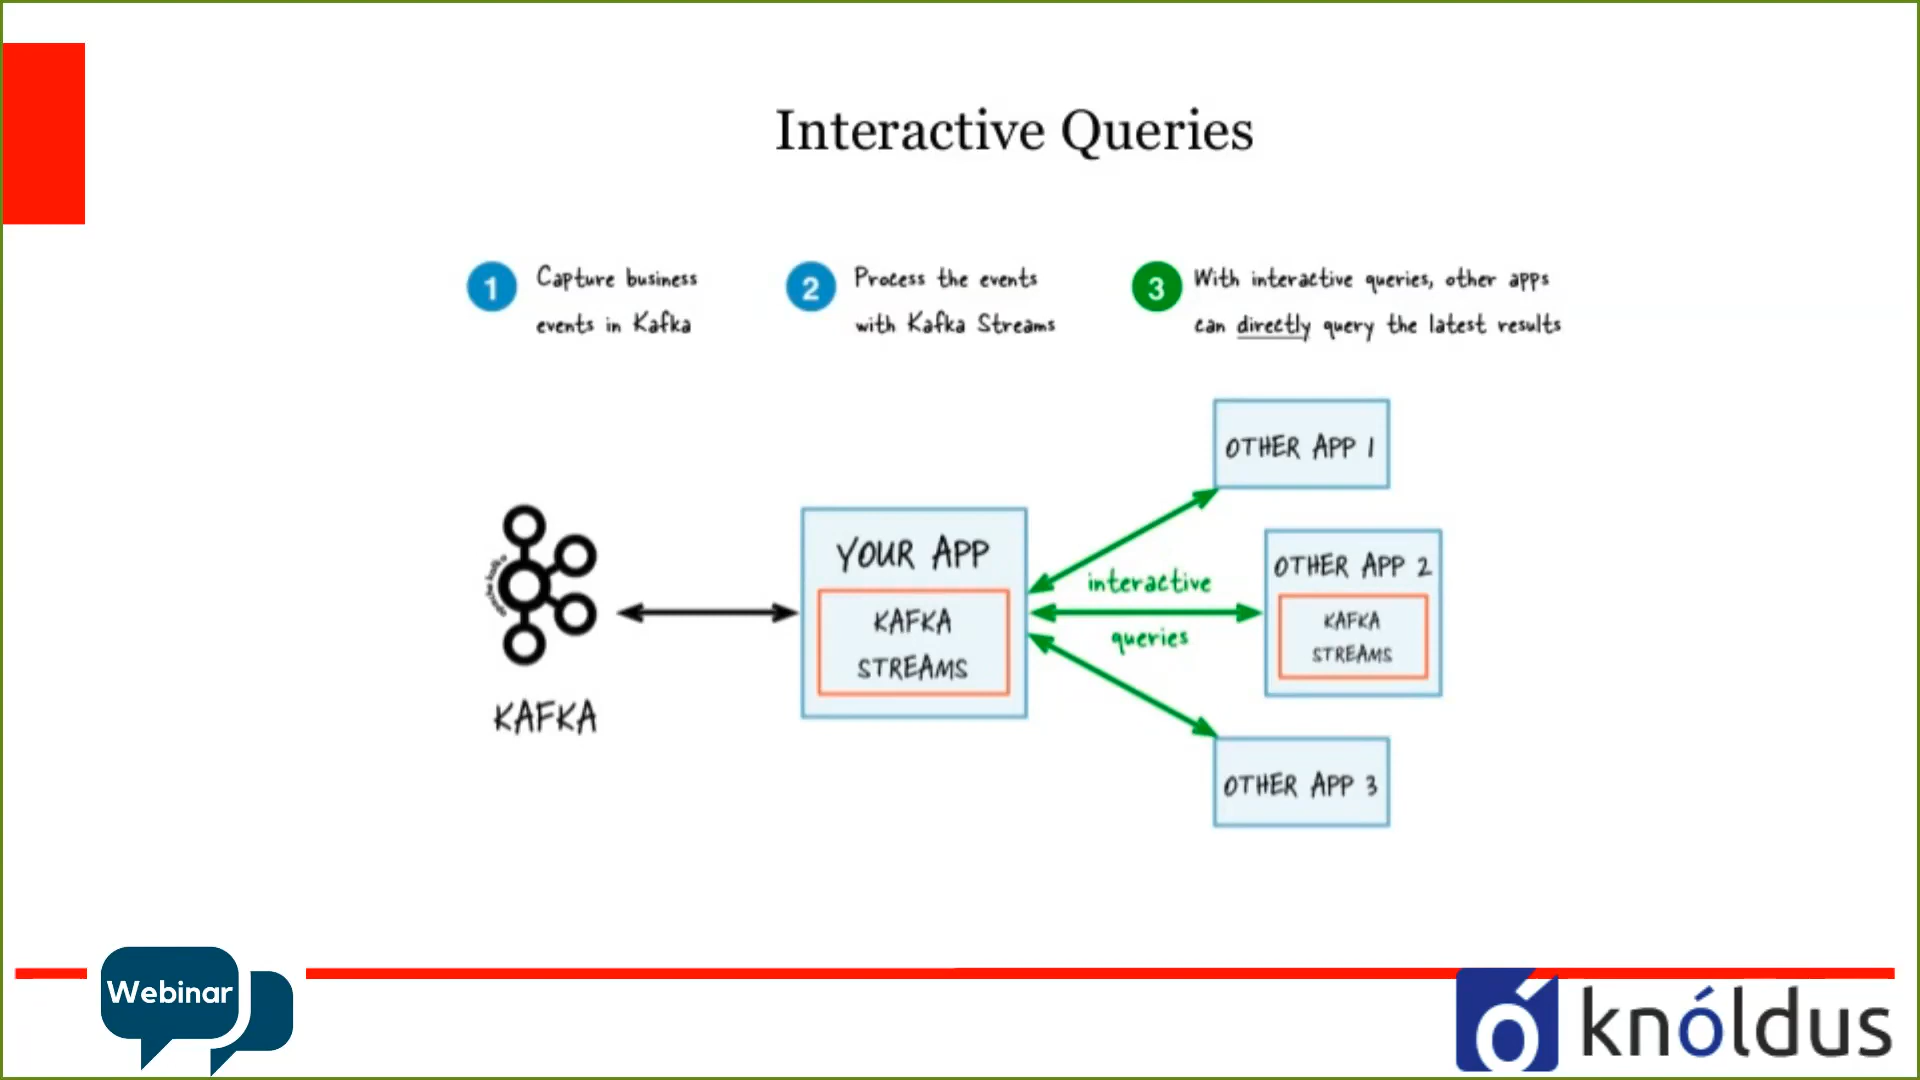 Interactive Queries
1
Capture business
events in Kafka
2
Process the events
with Kafka Streams
3
With interactive queries, other apps
can directly query the latest results
OTHER APP 1
YOUR APP
KAFKA
STREAMS
interactive
queries
OTHER APP 2
KAFKA
STREAMS
KAFKA
OTHER APP 3
Webinar
knóldus